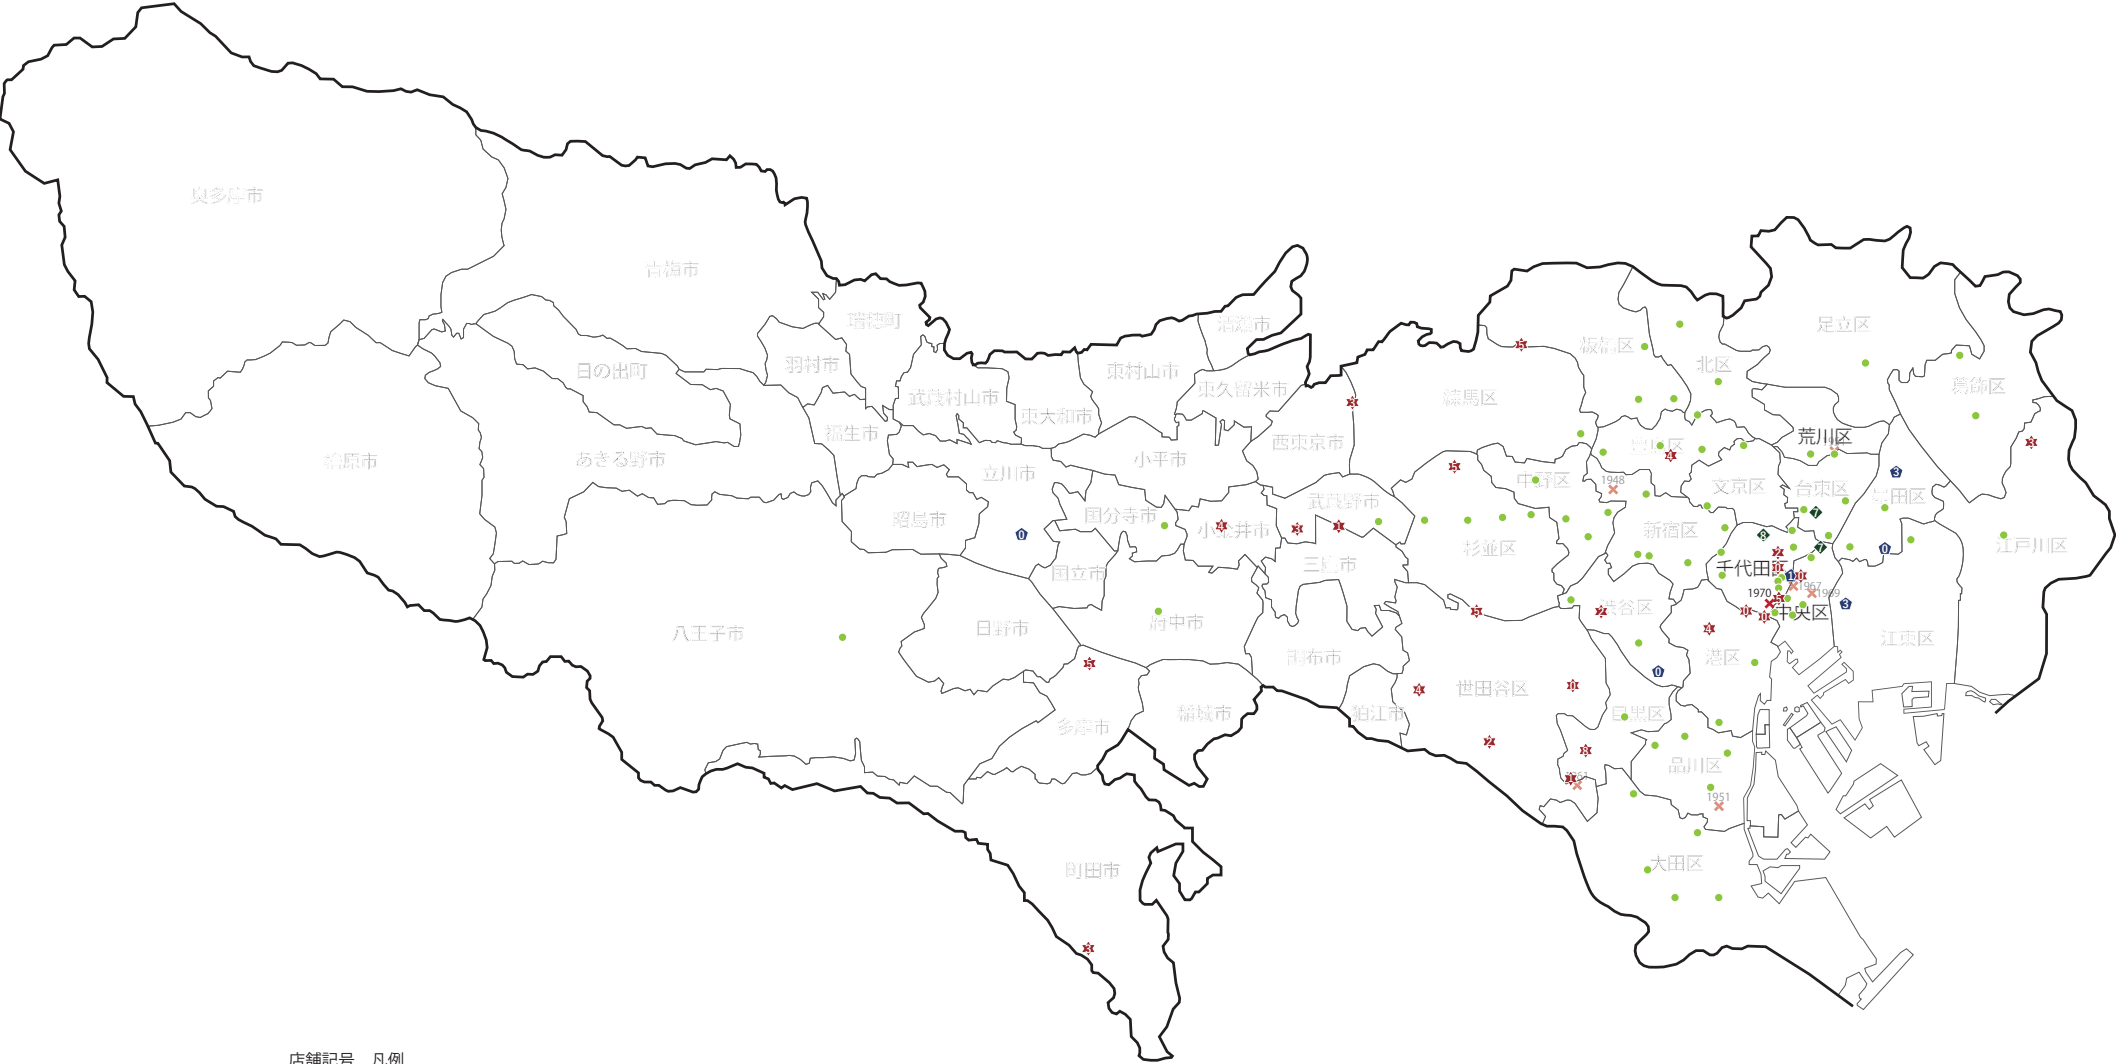 奥多摩市
青梅市
瑞穂町
清瀬市
足立区
板橋区
北区
羽村市
日の出町
東村山市
東久留米市
葛飾区
武蔵村山市
練馬区
東大和市
福生市
西東京市
荒川区
豊島区
檜原市
あきる野市
小平市
立川市
中野区
1948
文京区
台東区
墨田区
武蔵野市
昭島市
国分寺市
小金井市
新宿区
杉並区
江戸川区
三鷹市
国立市
千代田区
1967
1970
1969
渋谷区
中央区
日野市
府中市
八王子市
江東区
調布市
港区
世田谷区
稲城市
狛江市
目黒区
多摩市
品川区
1951
大田区
町田市
店舗記号 凡例